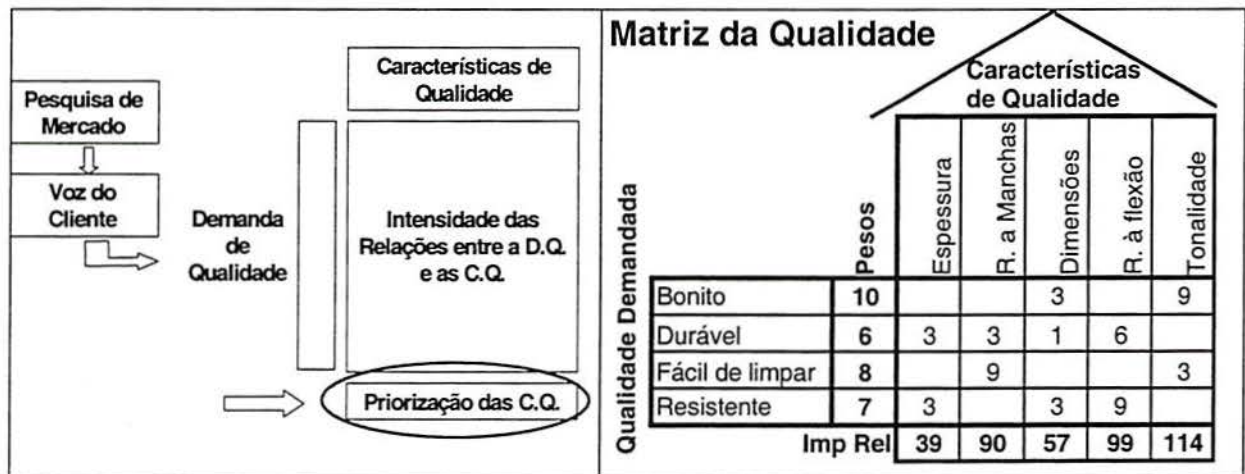 Pesquisa de
Mercado
Voz do
Cliente
Demanda
de
Qualidade
Características de
Qualidade
Intensidade das
Relações entre a D.Q.
e as C.Q.
Priorização das C.Q.
Matriz da Qualidade
Características
de Qualidade
Qualidade Demandada
Pesos
Espessura
R. a Manchas
Dimensões
R. à flexão
Tonalidade
Bonito 10 3 9
Durável 6 3 3 1 6
Fácil de limpar 8 9 3
Resistente 7 3 3 9
Imp Rel 39 90 57 99 114